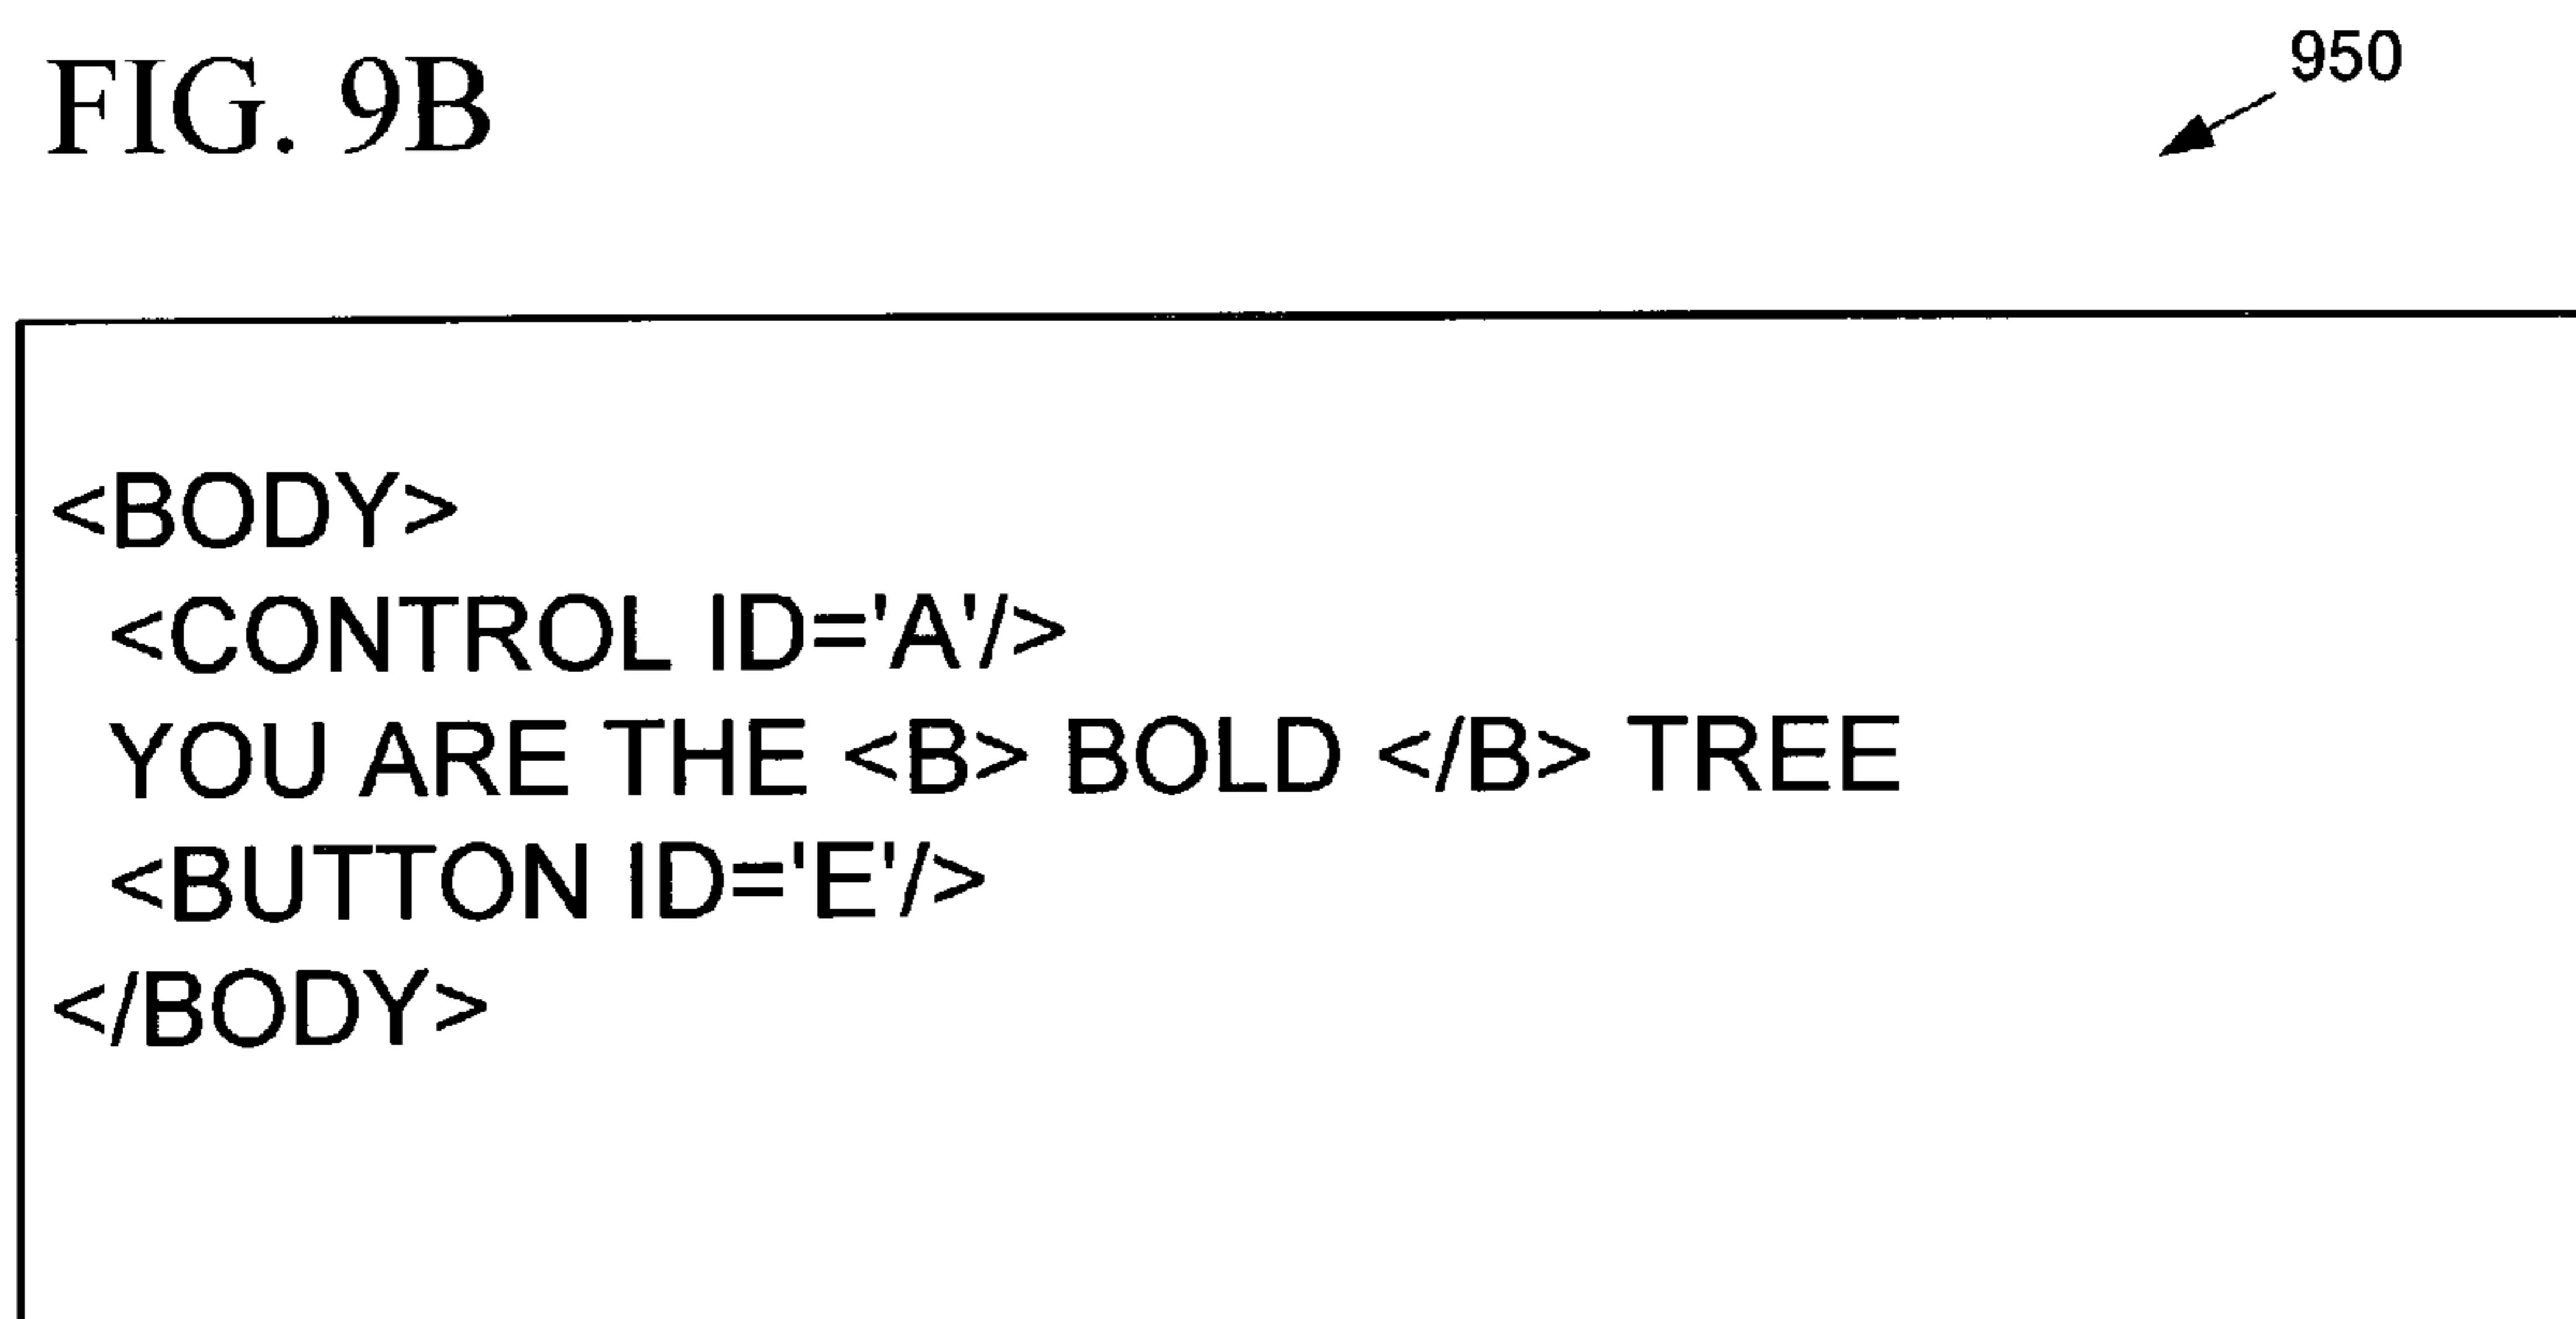 FIG. 9B
950
<BODY>
<CONTROL ID='A'/>
YOU ARE THE <B> BOLD </B> TREE
<BUTTON ID='E'/>
</BODY>